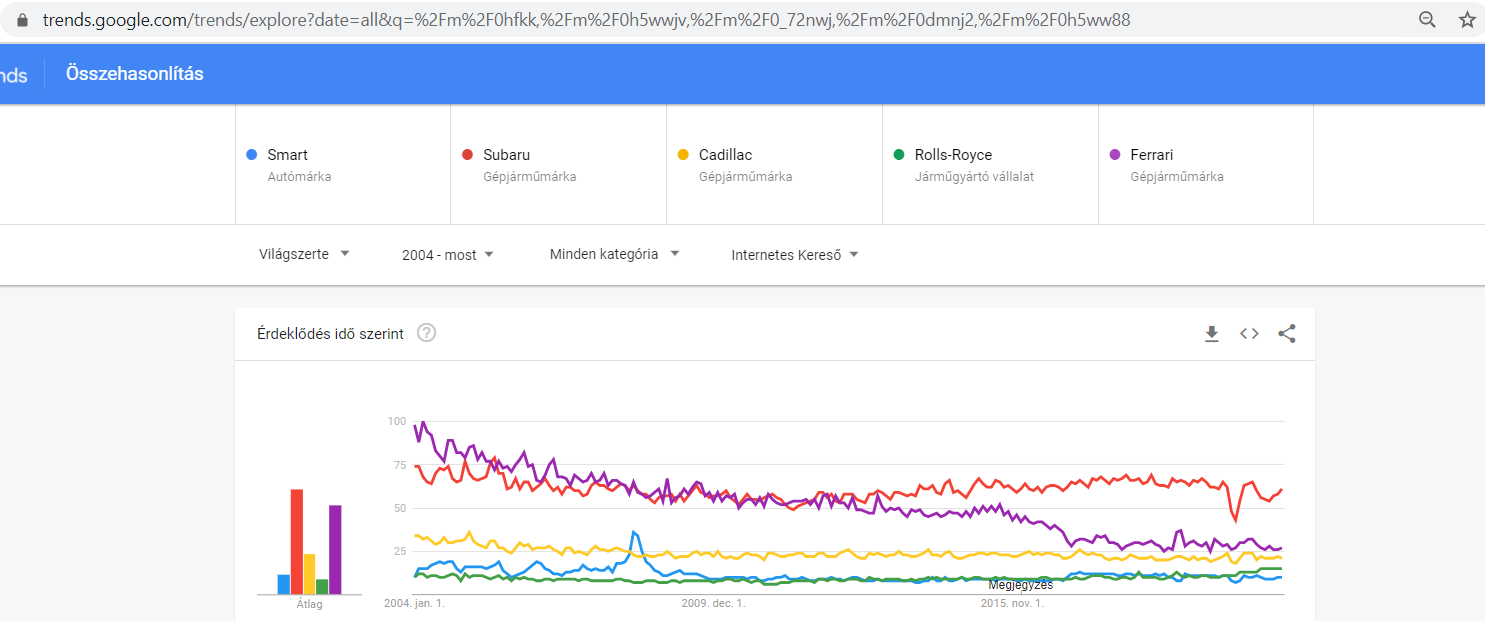 trends.google.com/trends/explore?date=all&q=%2Fm%2F0hfkk,%2Fm%2F0h5wwjv,%2Fm%2F0_72nwj,%2Fm%2F0dmnj2,%2Fm%2F0h5ww88
nds Összehasonlítás
Smart Subaru Cadillac Rolls-Royce Ferrari
Autómárka Gépjárműmárka Gépjárműmárka Járműgyártó vállalat Gépjárműmárka
Világszerte 2004 - most Minden kategória Internetes Kereső
Érdeklődés idő szerint ?
100
75
50
25
Megjegyzés
Átlag 2004. jan. 1. 2009. dec. 1. 2015. nov. 1.